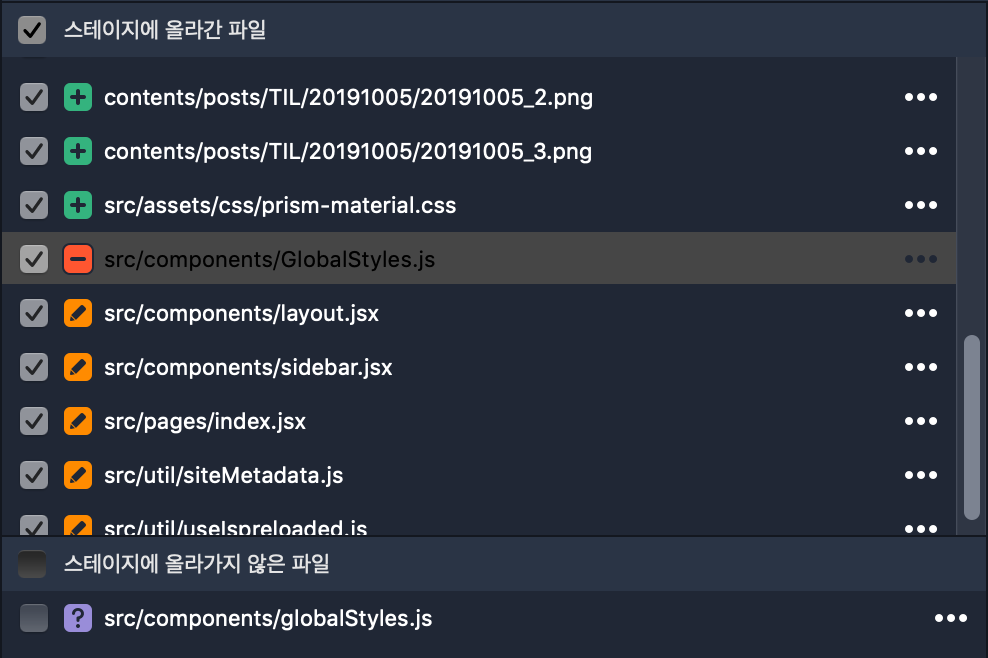 스테이지에 올라간 파일
contents/posts/TIL/20191005/20191005_2.png
contents/posts/TIL/20191005/20191005_3.png
src/assets/css/prism-material.css
src/components/GlobalStyles.js
src/components/layout.jsx
src/components/sidebar.jsx
src/pages/index.jsx
src/util/siteMetadata.js
src/util/useIspreloaded.js
스테이지에 올라가지 않은 파일
src/components/globalStyles.js